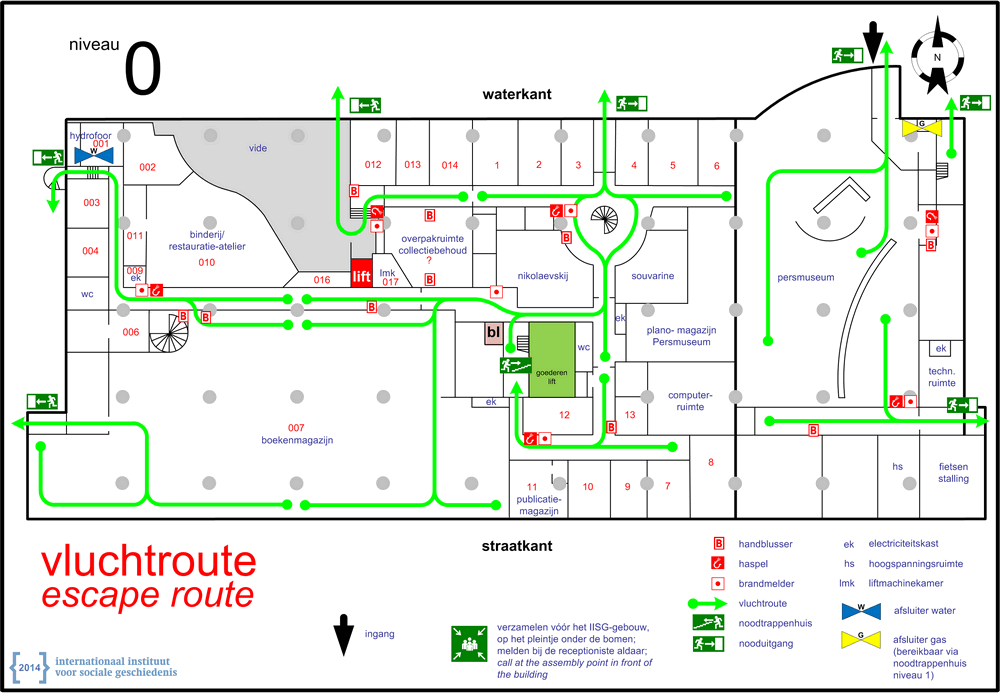 niveau 0
waterkant
N
hydrofoor
001
W
002
vide
012
013
014
1
2
3
4
5
6
G
003
004
wc
011
009
ek
binderij/
restauratie-atelier
010
016
lift
lmk
017
overpakruimte
collectiebehoud
?
nikolaevskij
souvarine
persmuseum
ek
plano- magazijn
Persmuseum
006
bl
goederen
lift
wc
ek
techn.
ruimte
computer-
ruimte
ek
12
13
007
boekenmagazijn
8
11
publicatie-
magazijn
10
9
7
hs
fietsen
stalling
straatkant
vluchtroute
escape route
ingang
verzamelen vóór het IISG-gebouw,
op het pleintje onder de bomen;
melden bij de receptioniste aldaar;
call at the assembly point in front of
the building
B handblusser
haspel
brandmelder
vluchtroute
noodtrappenhuis
nooduitgang
ek electriciteitskast
hs hoogspanningsruimte
lmk liftmachinekamer
W afsluiter water
G afsluiter gas
(bereikbaar via
noodtrappenhuis
niveau 1)
2014
internationaal instituut
voor sociale geschiedenis